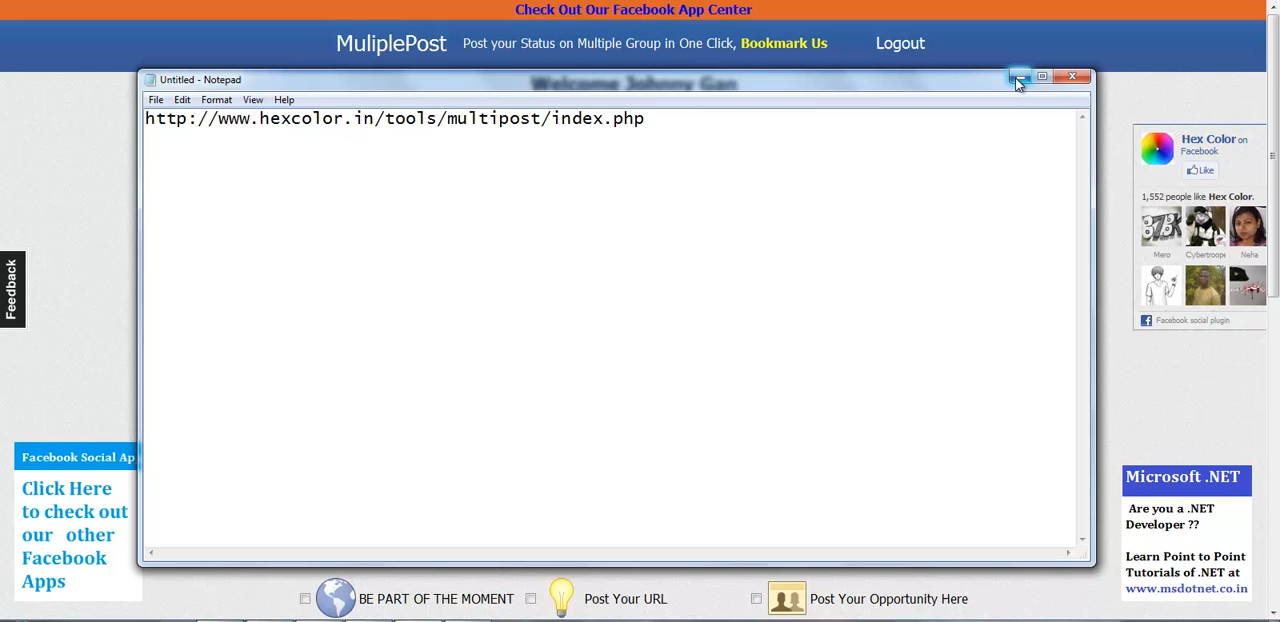 Check Out Our Facebook App Center
MuliplePost Post your Status on Multiple Group in One Click, Bookmark Us Logout
Welcome Johnny Gan
Untitled - Notepad
File Edit Format View Help
http://www.hexcolor.in/tools/multipost/index.php
Hex Color on
Facebook
Like
1,552 people like Hex Color.
Mero Cybertroope Neha
Facebook social plugin
Feedback
Facebook Social Ap
Click Here
to check out
our other
Facebook
Apps
Microsoft .NET
Are you a .NET
Developer ??
Learn Point to Point
Tutorials of .NET at
www.msdotnet.co.in
BE PART OF THE MOMENT Post Your URL Post Your Opportunity Here